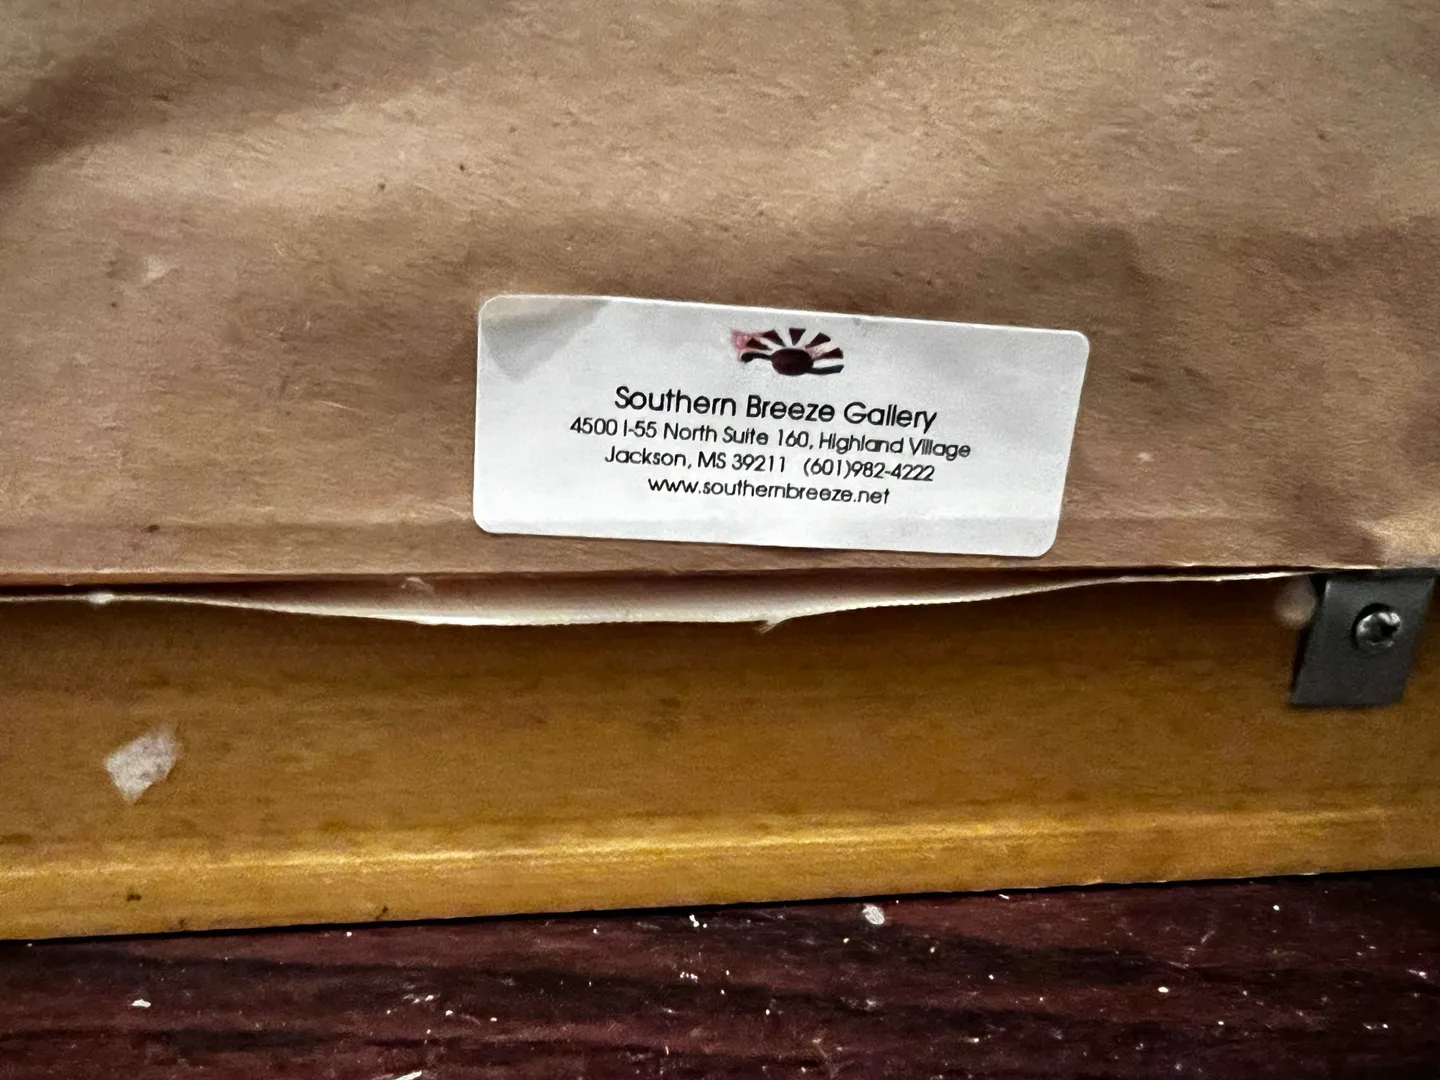 Southern Breeze Gallery
4500 I-55 North Suite 160, Highland Village
Jackson, MS 39211 (601)982-4222
www.southernbreeze.net